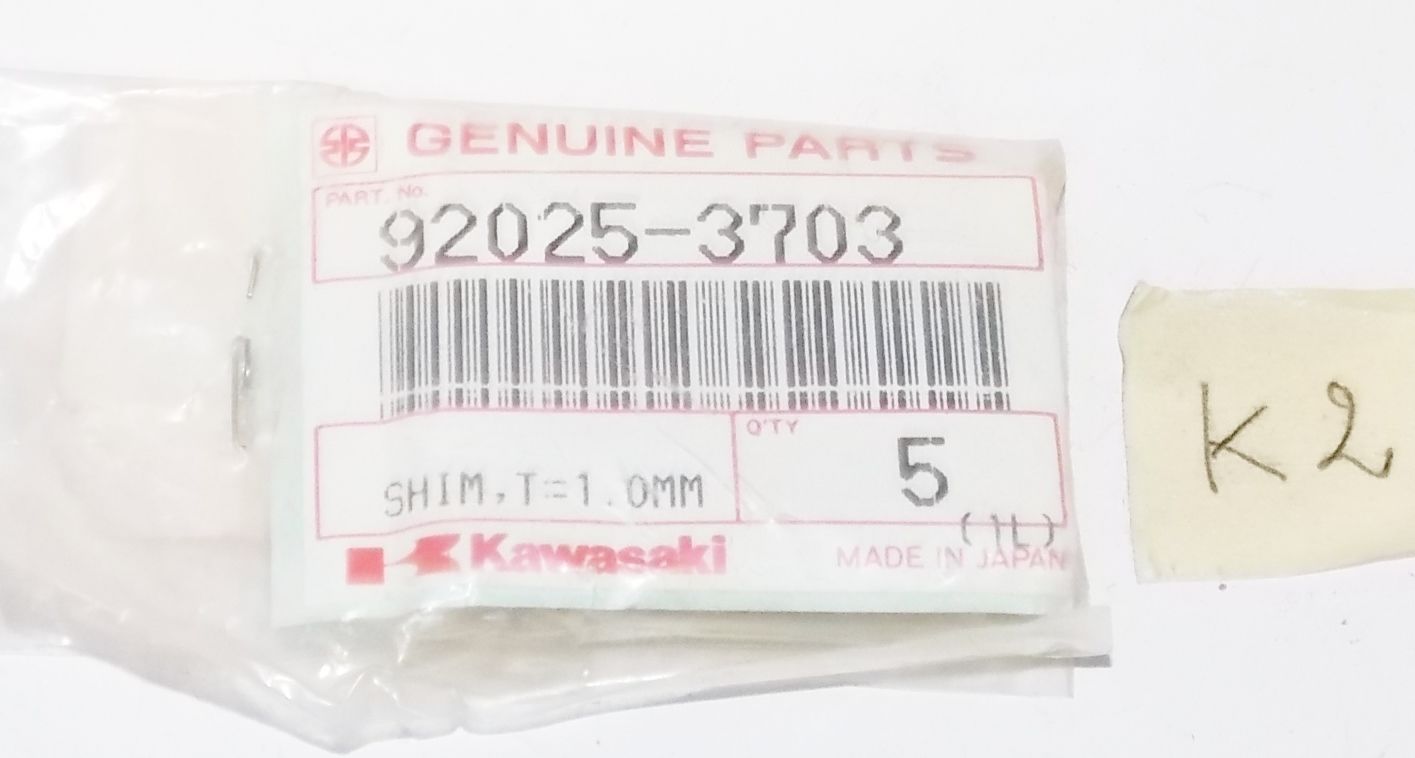 GENUINE PARTS
PART. No.
92025-3703
Q'TY
SHIM,T=1.0MM
5
(1L)
Kawasaki
MADE IN JAPAN
K2